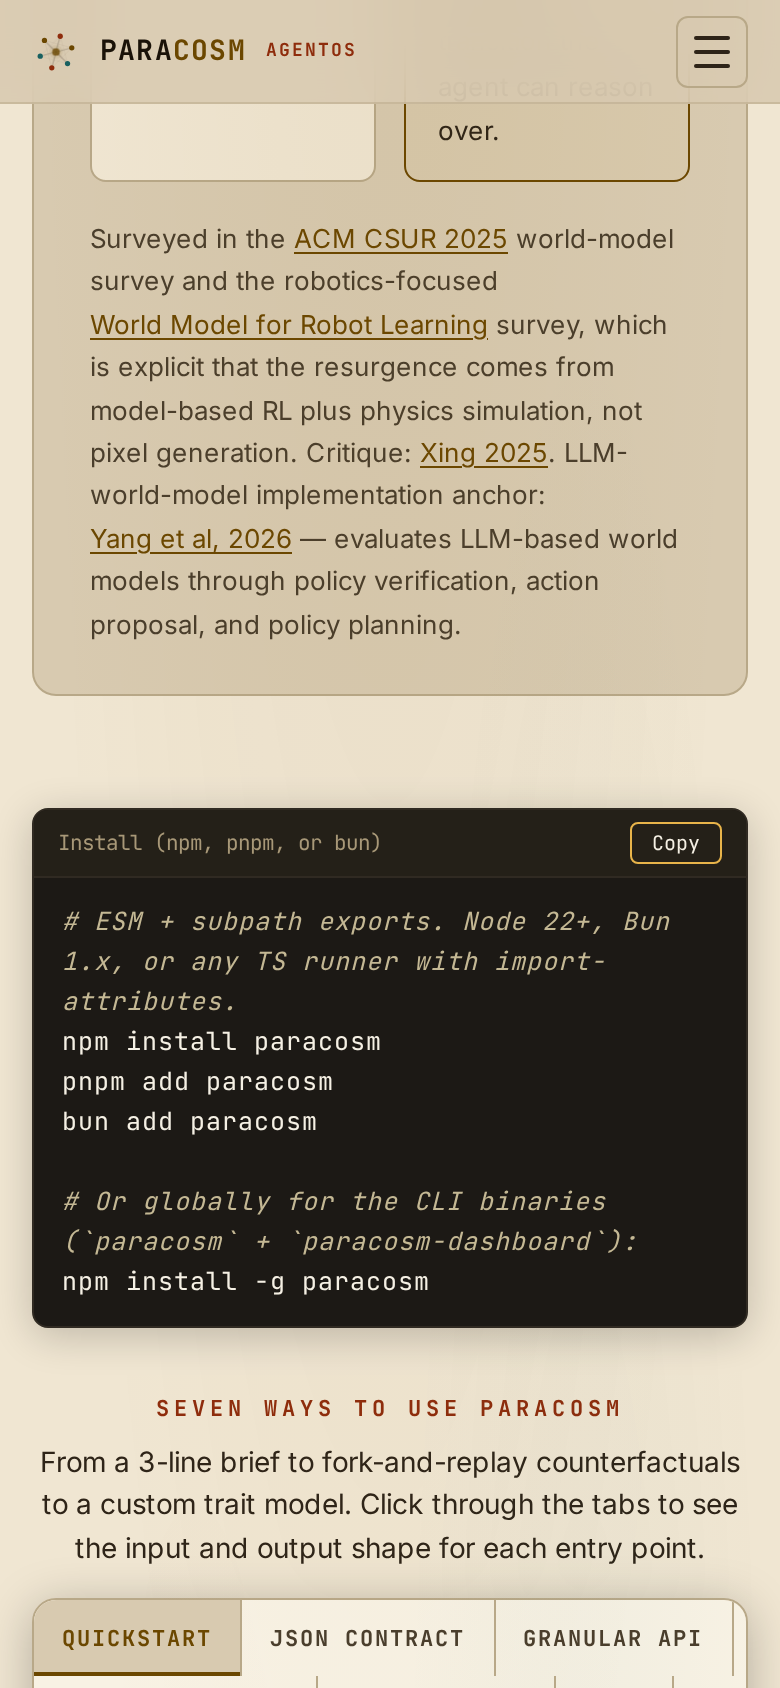 PARACOSM AGENTOS
agent can reason
over.
Surveyed in the ACM CSUR 2025 world-model
survey and the robotics-focused
World Model for Robot Learning survey, which
is explicit that the resurgence comes from
model-based RL plus physics simulation, not
pixel generation. Critique: Xing 2025. LLM-
world-model implementation anchor:
Yang et al, 2026 — evaluates LLM-based world
models through policy verification, action
proposal, and policy planning.
Install (npm, pnpm, or bun) Copy
# ESM + subpath exports. Node 22+, Bun
1.x, or any TS runner with import-
attributes.
npm install paracosm
pnpm add paracosm
bun add paracosm
# Or globally for the CLI binaries
(`paracosm` + `paracosm-dashboard`):
npm install -g paracosm
SEVEN WAYS TO USE PARACOSM
From a 3-line brief to fork-and-replay counterfactuals
to a custom trait model. Click through the tabs to see
the input and output shape for each entry point.
QUICKSTART JSON CONTRACT GRANULAR API